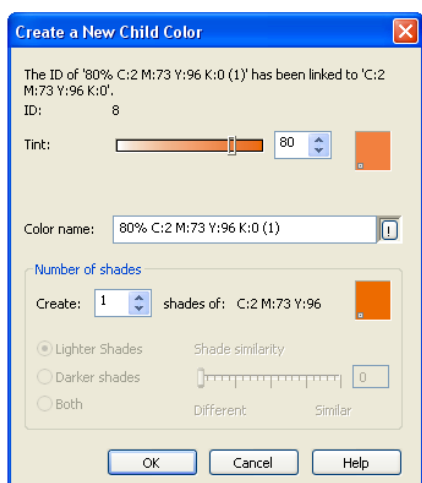 Create a New Child Color
The ID of '80% C:2 M:73 Y:96 K:0 (1)' has been linked to 'C:2
M:73 Y:96 K:0'.
ID: 8
Tint: 80
Color name: 80% C:2 M:73 Y:96 K:0 (1) !
Number of shades
Create: 1 shades of: C:2 M:73 Y:96
Lighter Shades Shade similarity
Darker shades 0
Both Different Similar
OK Cancel Help